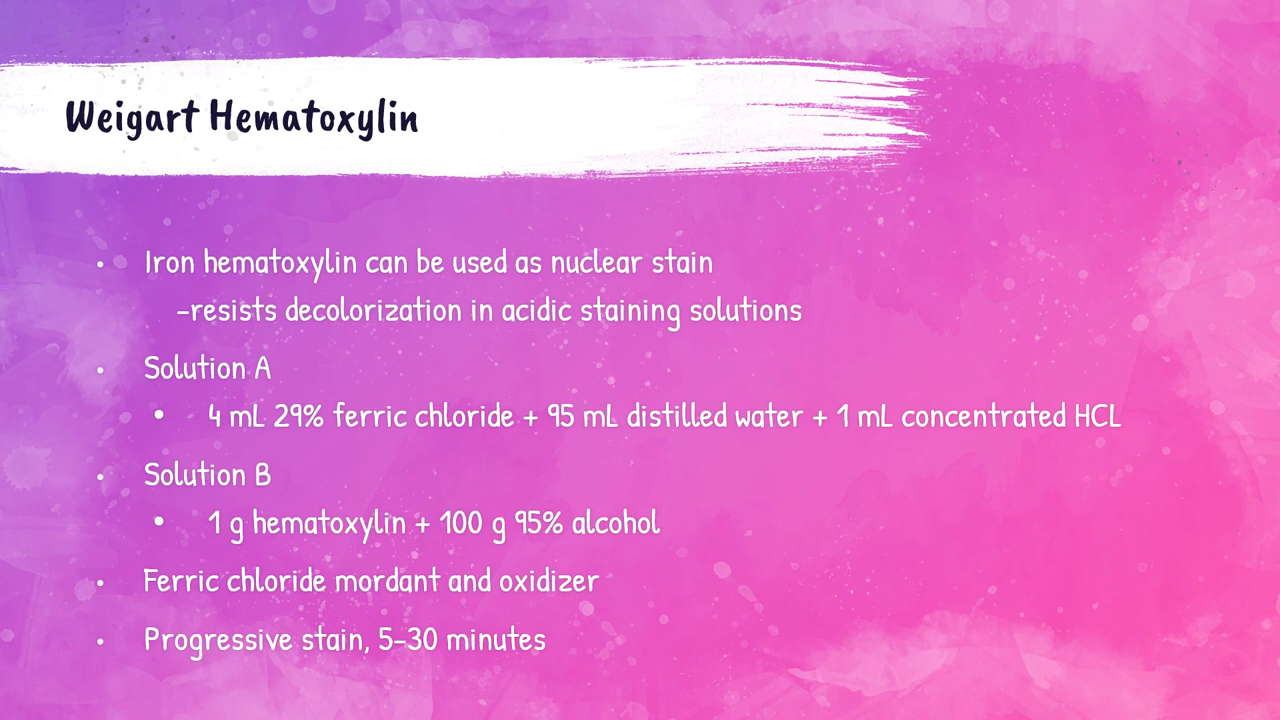 Weigart Hematoxylin
• Iron hematoxylin can be used as nuclear stain
-resists decolorization in acidic staining solutions
• Solution A
• 4 mL 29% ferric chloride + 95 mL distilled water + 1 mL concentrated HCL
• Solution B
• 1 g hematoxylin + 100 g 95% alcohol
• Ferric chloride mordant and oxidizer
• Progressive stain, 5-30 minutes